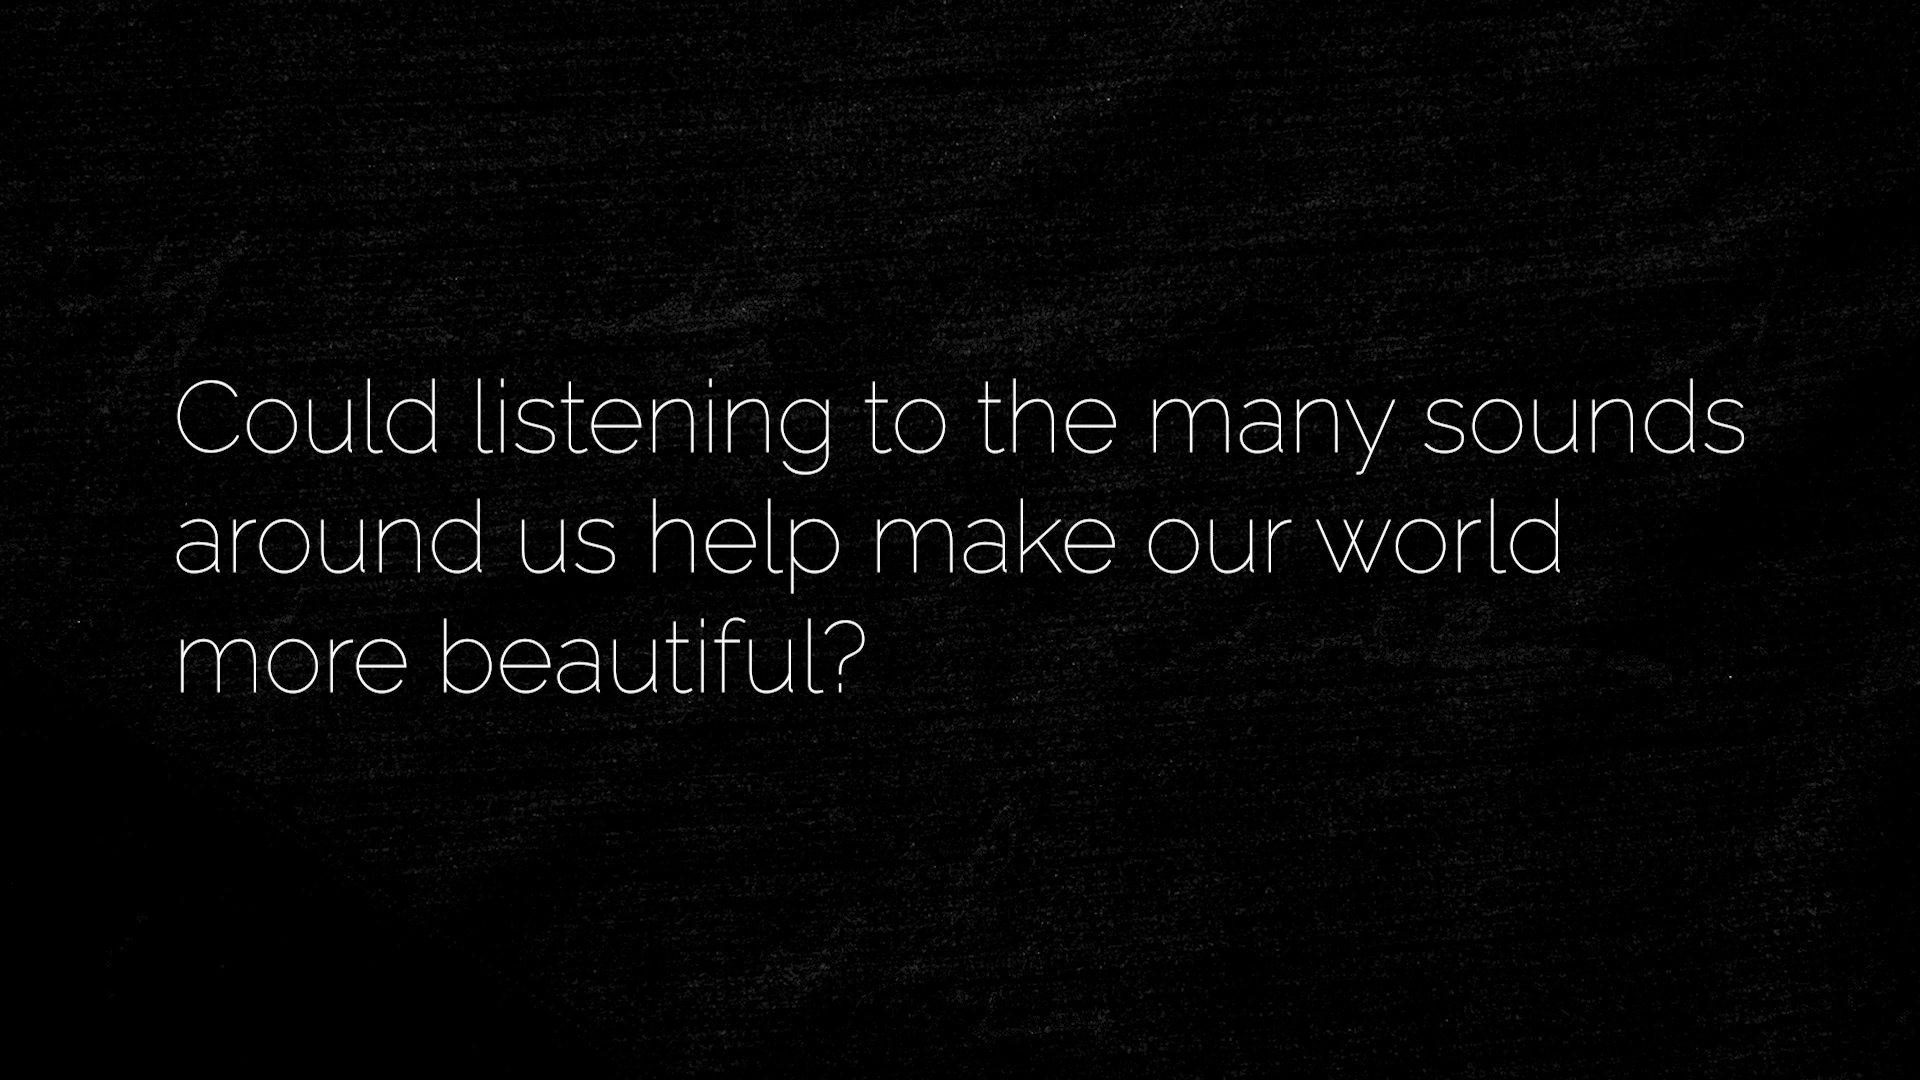 Could listening to the many sounds
around us help make our world
more beautiful?